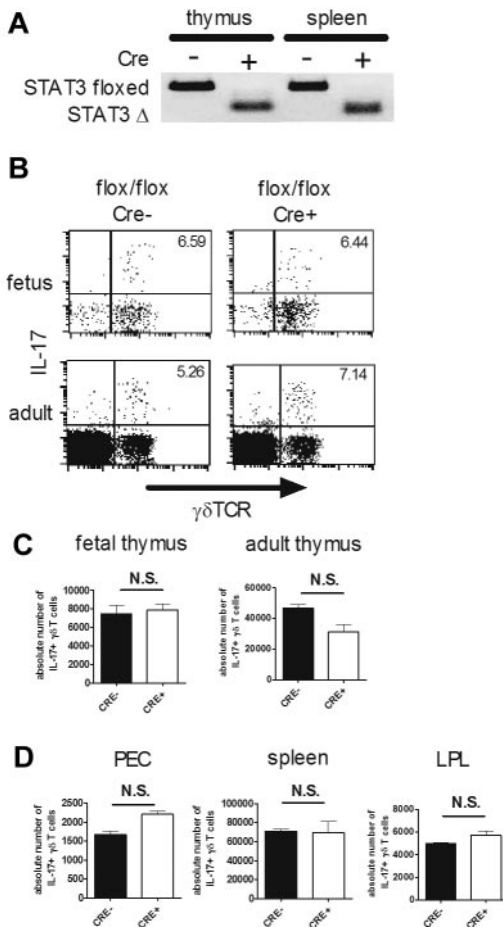 A
thymus spleen
Cre - + - +
STAT3 floxed
STAT3 Δ
B
flox/flox flox/flox
Cre- Cre+
fetus
6.59 6.44
IL-17
adult
5.26 7.14
γδTCR
C
fetal thymus adult thymus
absolute number of
IL-17+ γδ T cells
10000
8000
6000
4000
2000
0
N.S.
CRE- CRE+
absolute number of
IL-17+ γδ T cells
60000
40000
20000
0
N.S.
CRE- CRE+
D
PEC spleen LPL
absolute number of
IL-17+ γδ T cells
2500
2000
1500
1000
500
0
N.S.
CRE- CRE+
absolute number of
IL-17+ γδ T cells
100000
80000
60000
40000
20000
0
N.S.
CRE- CRE+
absolute number of
IL-17+ γδ T cells
8000
6000
4000
2000
0
N.S.
CRE- CRE+